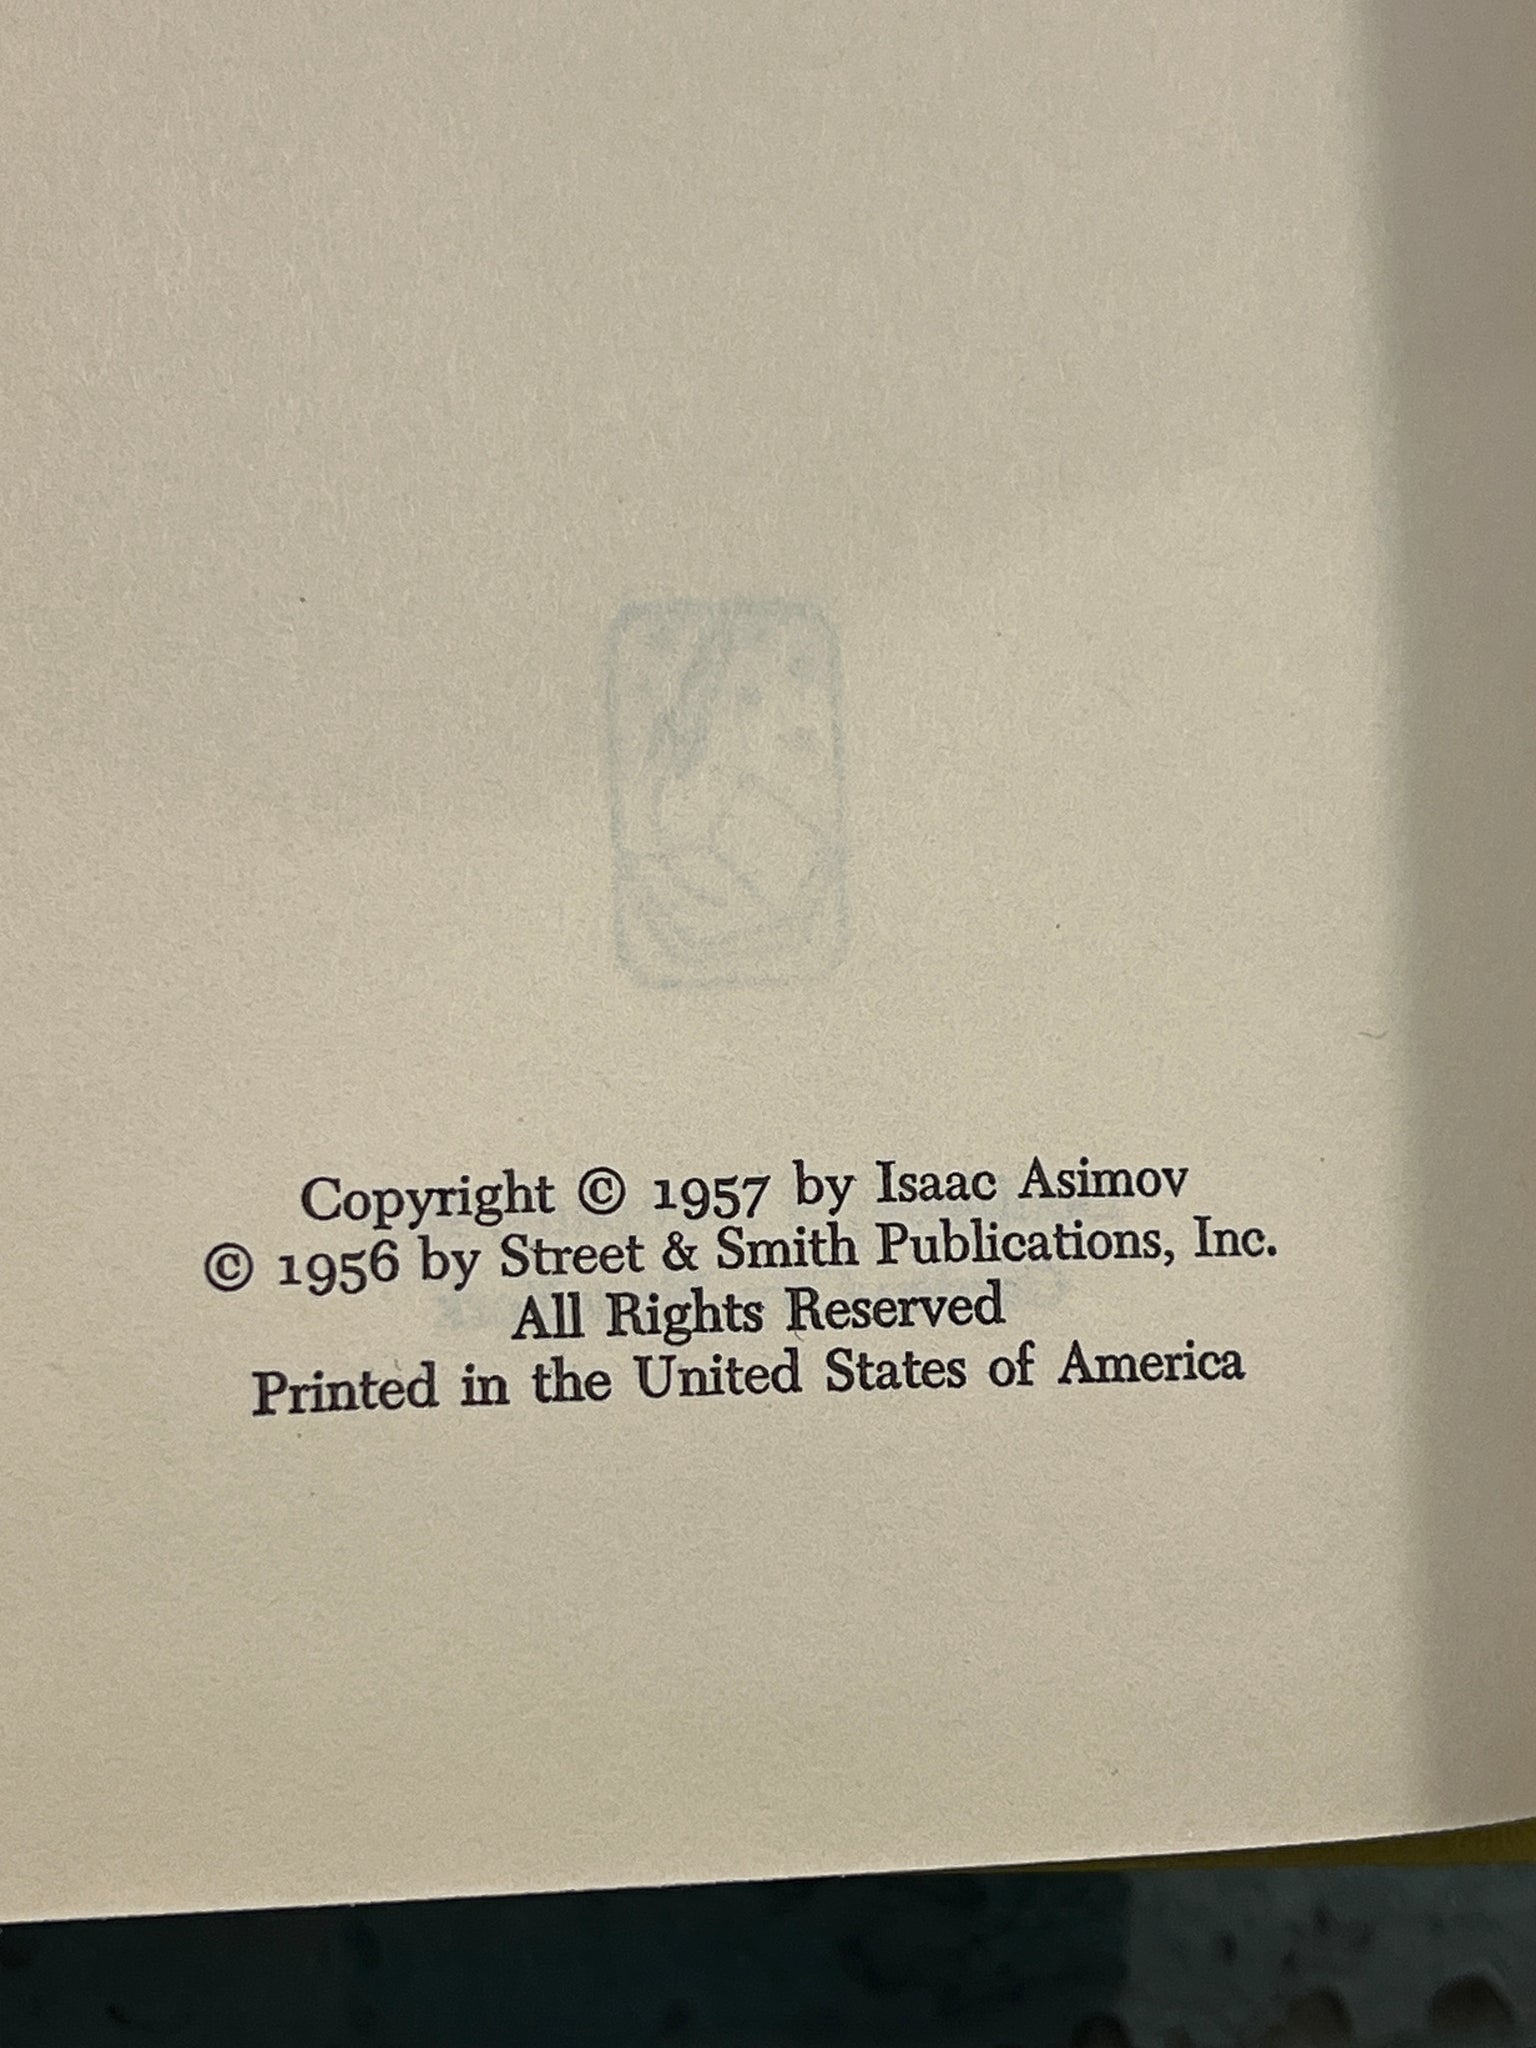 Copyright © 1957 by Isaac Asimov
© 1956 by Street & Smith Publications, Inc.
All Rights Reserved
Printed in the United States of America